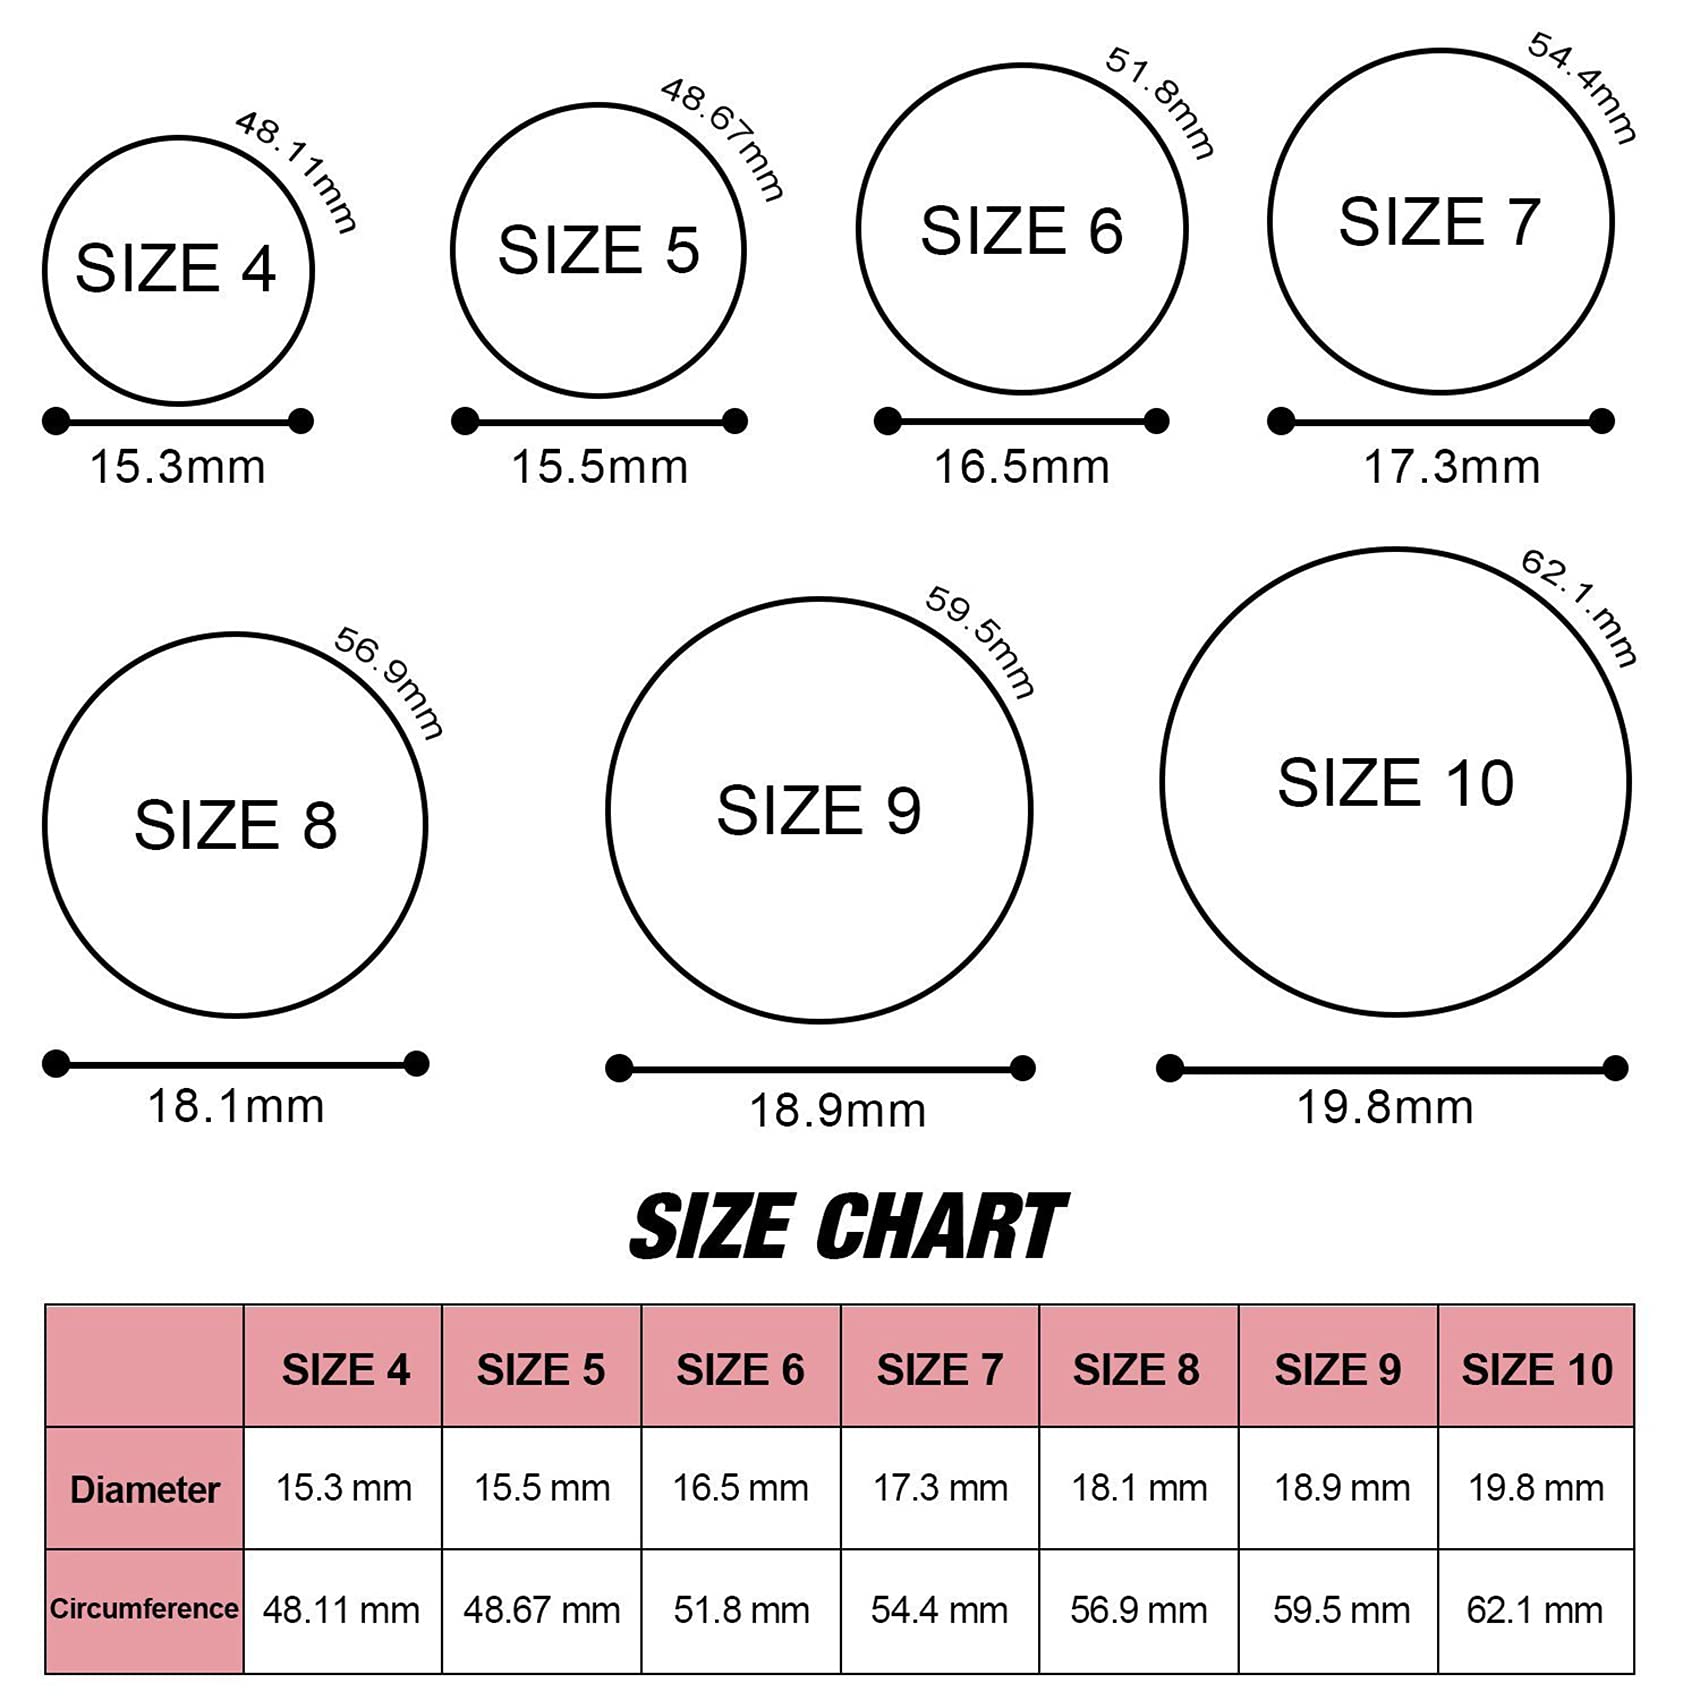 48.11mm
SIZE 4
15.3mm
48.67mm
SIZE 5
15.5mm
51.8mm
SIZE 6
16.5mm
54.4mm
SIZE 7
17.3mm
56.9mm
SIZE 8
18.1mm
59.5mm
SIZE 9
18.9mm
62.1.mm
SIZE 10
19.8mm
SIZE CHART
SIZE 4 SIZE 5 SIZE 6 SIZE 7 SIZE 8 SIZE 9 SIZE 10
Diameter 15.3 mm 15.5 mm 16.5 mm 17.3 mm 18.1 mm 18.9 mm 19.8 mm
Circumference 48.11 mm 48.67 mm 51.8 mm 54.4 mm 56.9 mm 59.5 mm 62.1 mm